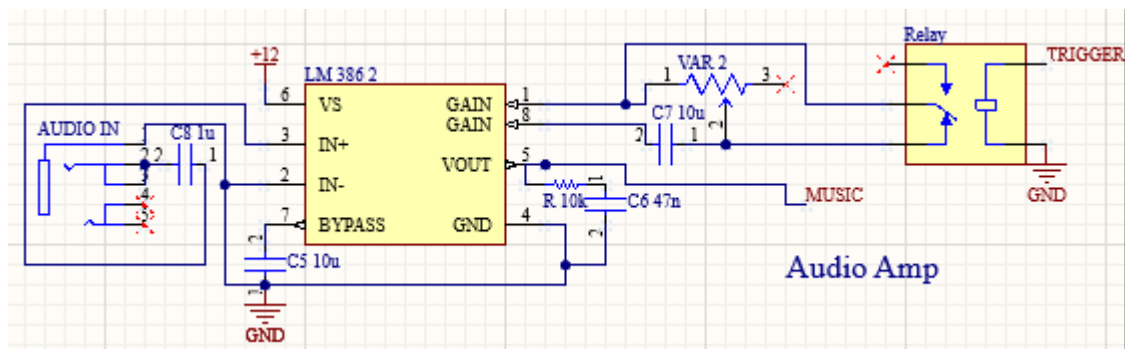 Relay
+12
TRIGGER
LM 386 2
VAR 2
1
3
6
VS
GAIN
1
2
AUDIO IN
C8 1u
3
IN+
GAIN
8
C7 10u
2
1
2
2
1
VOUT
5
3
2
IN-
1
GND
4
R 10k
C6 47n
MUSIC
5
7
BYPASS
GND
4
2
2
C5 10u
Audio Amp
1
GND